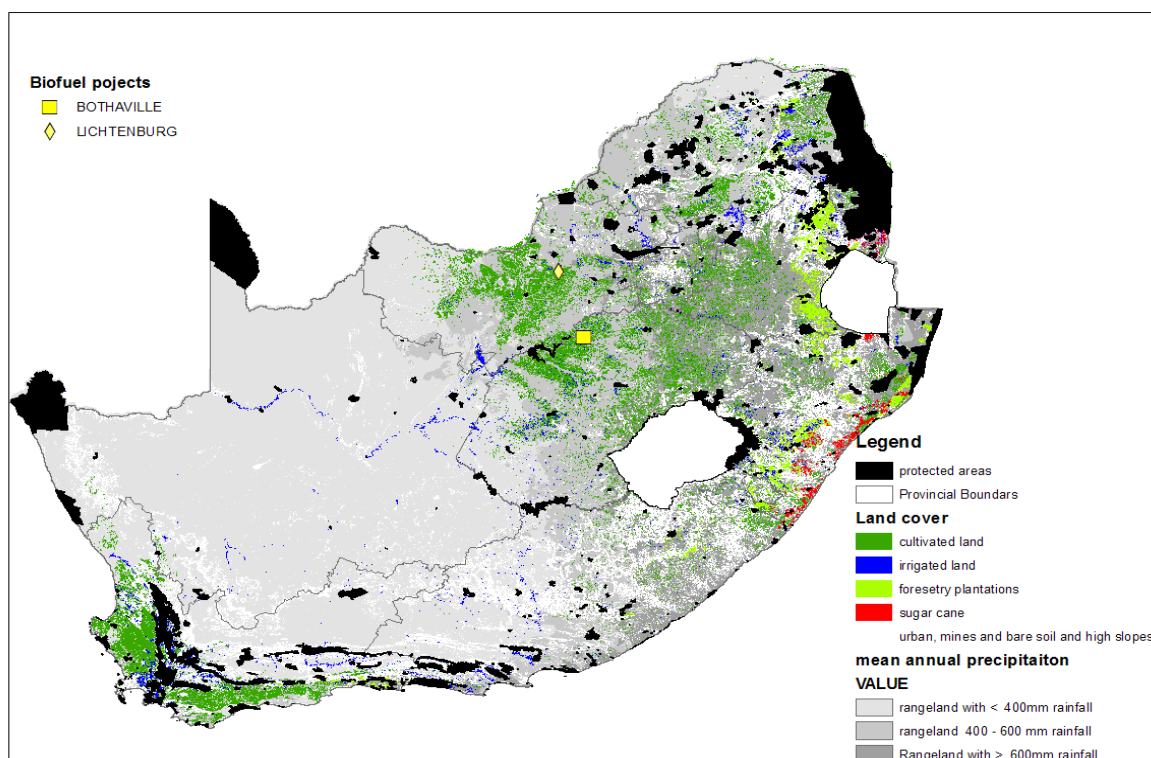 Biofuel pojects
BOTHAVILLE
LICHTENBURG
Legend
protected areas
Provincial Boundars
Land cover
cultivated land
irrigated land
foresetry plantations
sugar cane
urban, mines and bare soil and high slopes
mean annual precipitaiton
VALUE
rangeland with < 400mm rainfall
rangeland 400 - 600 mm rainfall
Rangeland with > 600mm rainfall